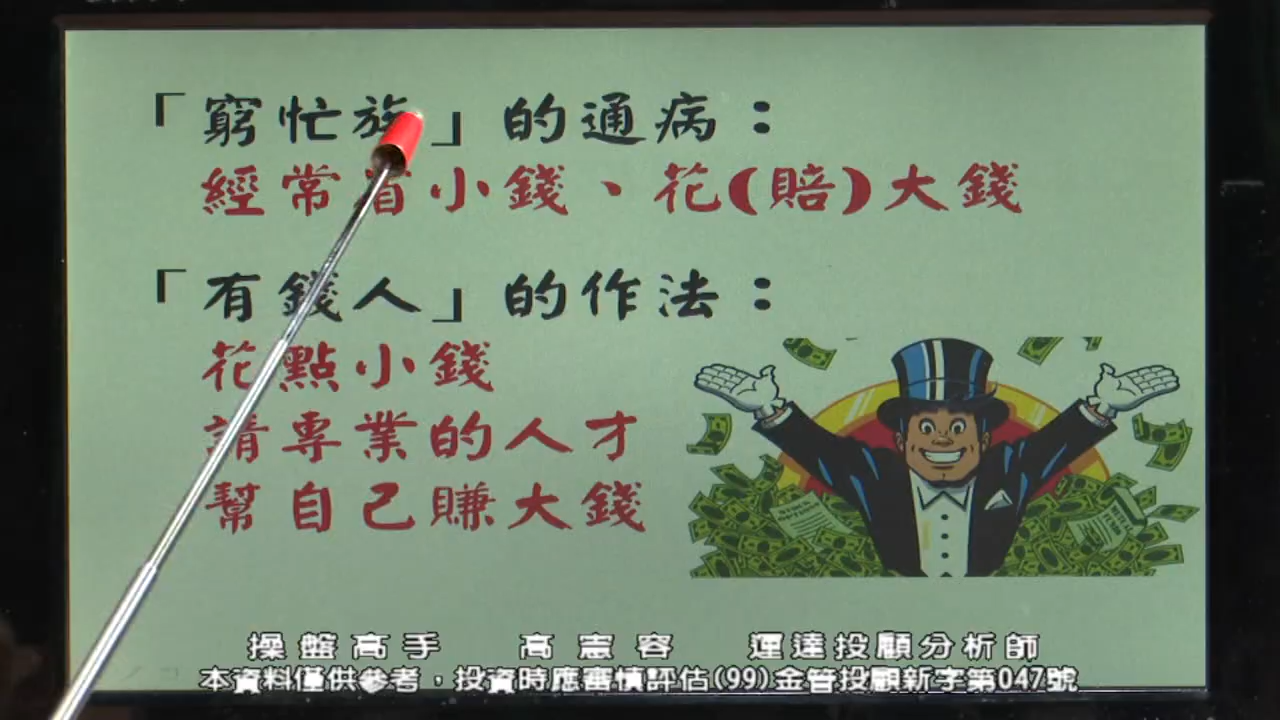 「窮忙族」的通病：
經常省小錢、花(賠)大錢
「有錢人」的作法：
花點小錢
請專業的人才
幫自己賺大錢
操盤高手 高憲容 運達投顧分析師
本資料僅供參考，投資時應審慎評估(99)金管投顧新字第047號